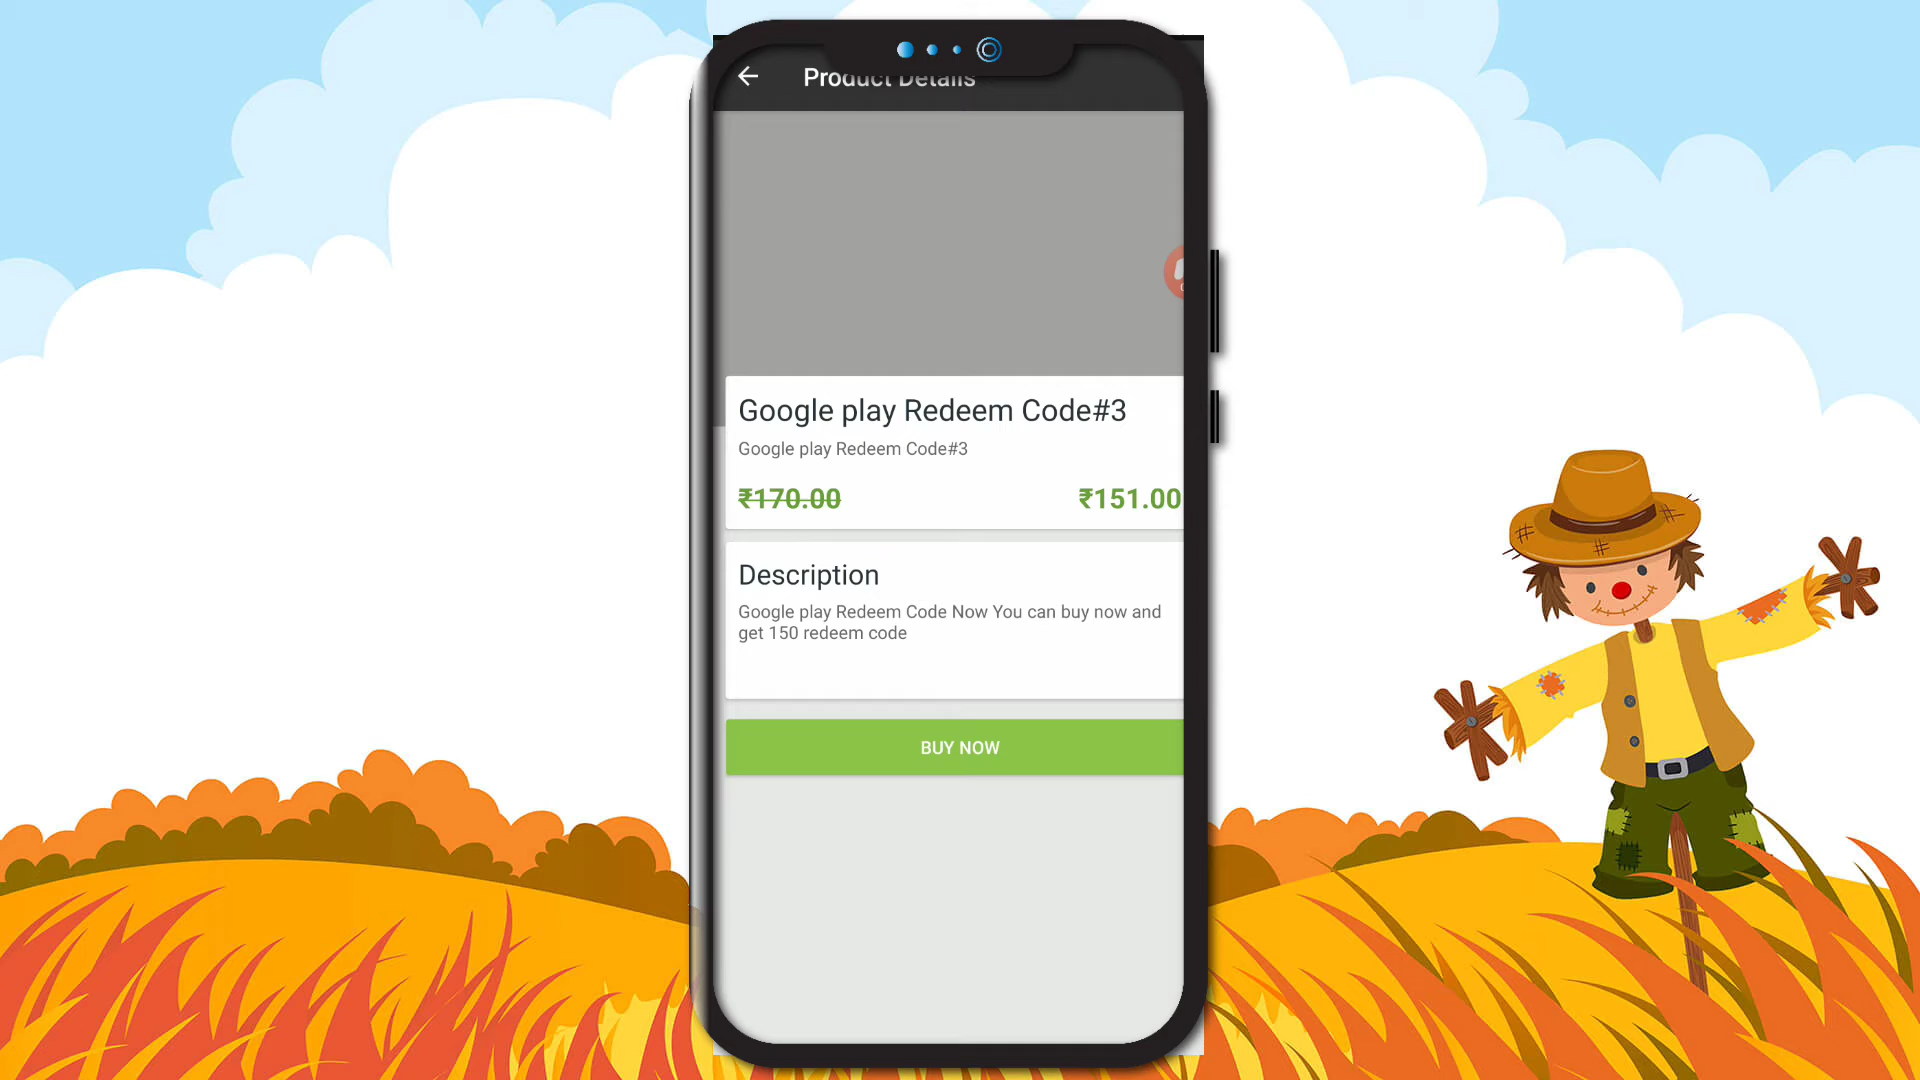 Product Details
Google play Redeem Code#3
Google play Redeem Code#3
₹170.00 ₹151.00
Description
Google play Redeem Code Now You can buy now and
get 150 redeem code
BUY NOW